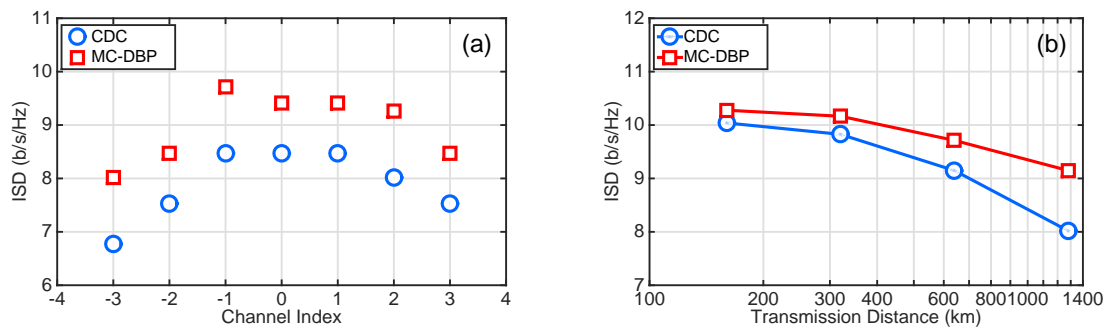 11
10
9
8
7
6
ISD (b/s/Hz)
CDC
MC-DBP
(a)
-4 -3 -2 -1 0 1 2 3 4
Channel Index
12
11
10
9
8
7
ISD (b/s/Hz)
CDC
MC-DBP
(b)
100 200 300 400 600 800 1000 1400
Transmission Distance (km)